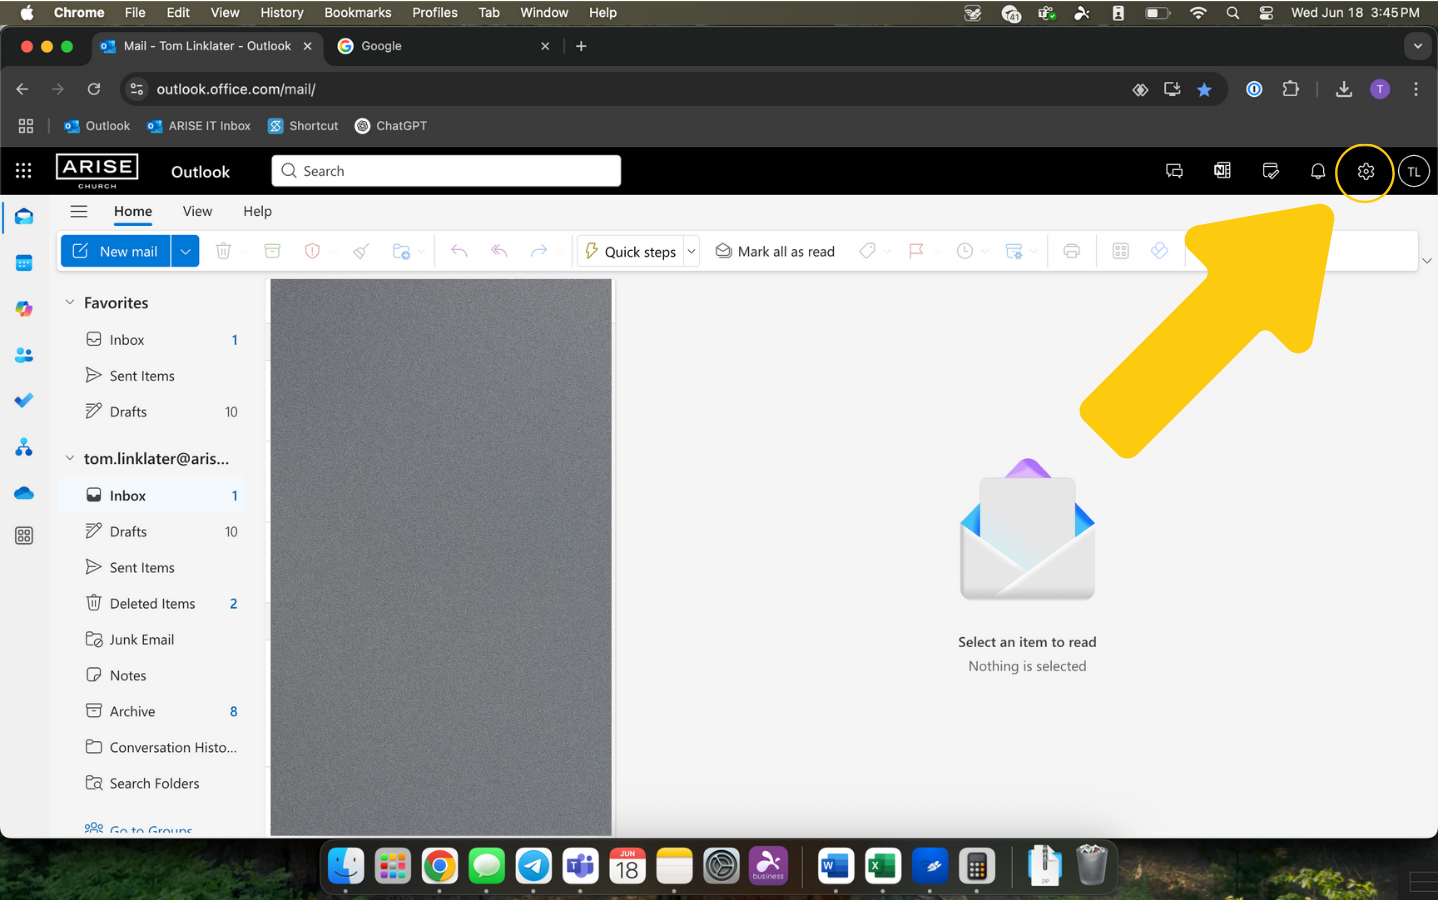 Chrome File Edit View History Bookmarks Profiles Tab Window Help 41 Wed Jun 18 3:45 PM
Mail - Tom Linklater - Outlook Google
outlook.office.com/mail/ T
Outlook ARISE IT Inbox Shortcut ChatGPT
ARISE
CHURCH
Outlook Search TL
Home View Help
New mail Quick steps Mark all as read
Favorites
Inbox 1
Sent Items
Drafts 10
tom.linklater@aris...
Inbox 1
Drafts 10
Sent Items
Deleted Items 2
Junk Email
Notes
Archive 8
Conversation Histo...
Search Folders
Go to Groups
Select an item to read
Nothing is selected
JUN
18
business
W
X
ZIP